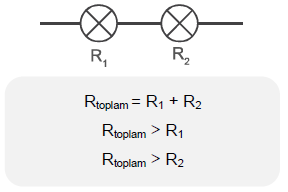 R₁ R₂
Rtoplam = R₁ + R₂
Rtoplam > R₁
Rtoplam > R₂